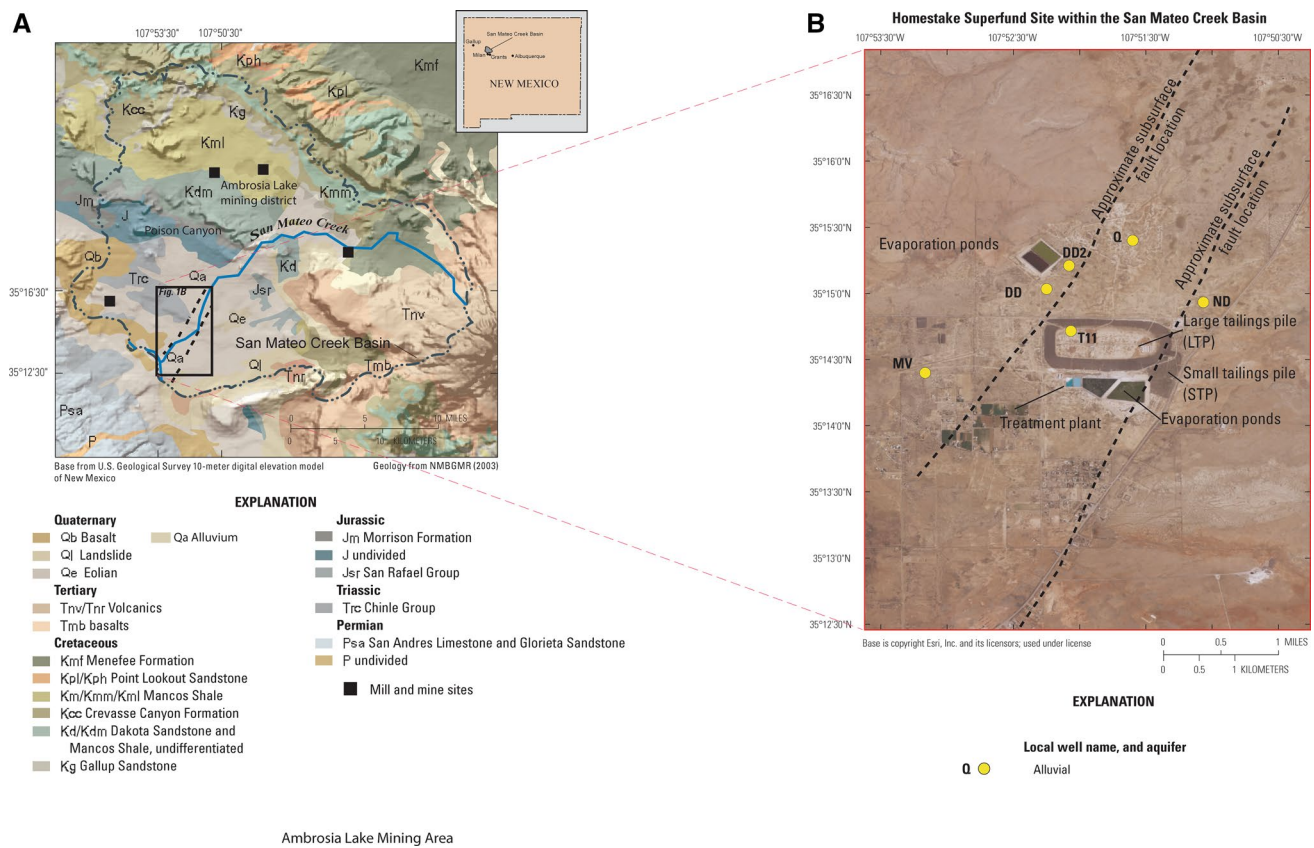 A
107°53'30"W 107°50'30"W
Gallup
San Mateo Creek Basin
Milan
Grants
Albuquerque
NEW MEXICO
Kph
Kmf
Kcc
Kg
Kpl
Kml
Kdm
Ambrosia Lake
mining district
Kmm
Jm
J
Poison Canyon
San Mateo Creek
Qb
Trc
Qa
Kd
Jsr
35°16'30"N
Fig. 1B
Qe
Tnv
San Mateo Creek Basin
Qa
Ql
Tnr
Tmb
35°12'30"N
Psa
P
0 5 10 MILES
0 5 10 KILOMETERS
Base from U.S. Geological Survey 10-meter digital elevation model
of New Mexico
Geology from NMBGMR (2003)
EXPLANATION
Quaternary
Qb Basalt
Qa Alluvium
Ql Landslide
Qe Eolian
Tertiary
Tnv/Tnr Volcanics
Tmb basalts
Cretaceous
Kmf Menefee Formation
Kpl/Kph Point Lookout Sandstone
Km/Kmm/Kml Mancos Shale
Kcc Crevasse Canyon Formation
Kd/Kdm Dakota Sandstone and
Mancos Shale, undifferentiated
Kg Gallup Sandstone
Jurassic
Jm Morrison Formation
J undivided
Jsr San Rafael Group
Triassic
Trc Chinle Group
Permian
Psa San Andres Limestone and Glorieta Sandstone
P undivided
Mill and mine sites
Ambrosia Lake Mining Area
B
Homestake Superfund Site within the San Mateo Creek Basin
107°53.30"W 107°52.30"W 107°51.30"W 107°50.30"W
35°16'30"N
35°16'0"N
35°15'30"N
35°15'0"N
35°14'30"N
35°14'0"N
35°13'30"N
35°13'0"N
35°12'30"N
Approximate subsurface
fault location
Approximate subsurface
fault location
Evaporation ponds
DD2
Q
DD
ND
T11
Large tailings pile
(LTP)
MV
Small tailings pile
(STP)
Treatment plant
Evaporation ponds
Base is copyright Esri, Inc. and its licensors; used under license
0 0.5 1 MILES
0 0.5 1 KILOMETERS
EXPLANATION
Local well name, and aquifer
Q Alluvial